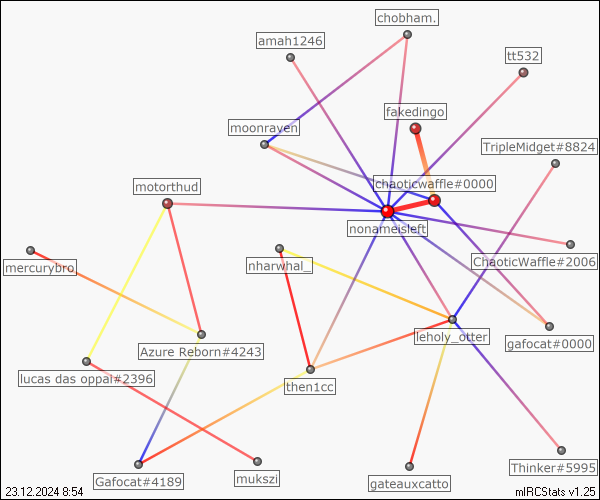 chobham.
amah1246
tt532
fakedingo
moonraven
TripleMidget#8824
chaoticwaffle#0000
motorthud
nonameisleft
ChaoticWaffle#2006
mercurybro
nharwhal_
leholy_otter
gafocat#0000
Azure Reborn#4243
lucas das oppai#2396
then1cc
Thinker#5995
Gafocat#4189
mukszi
gateauxcatto
23.12.2024 8:54
mIRCStats v1.25